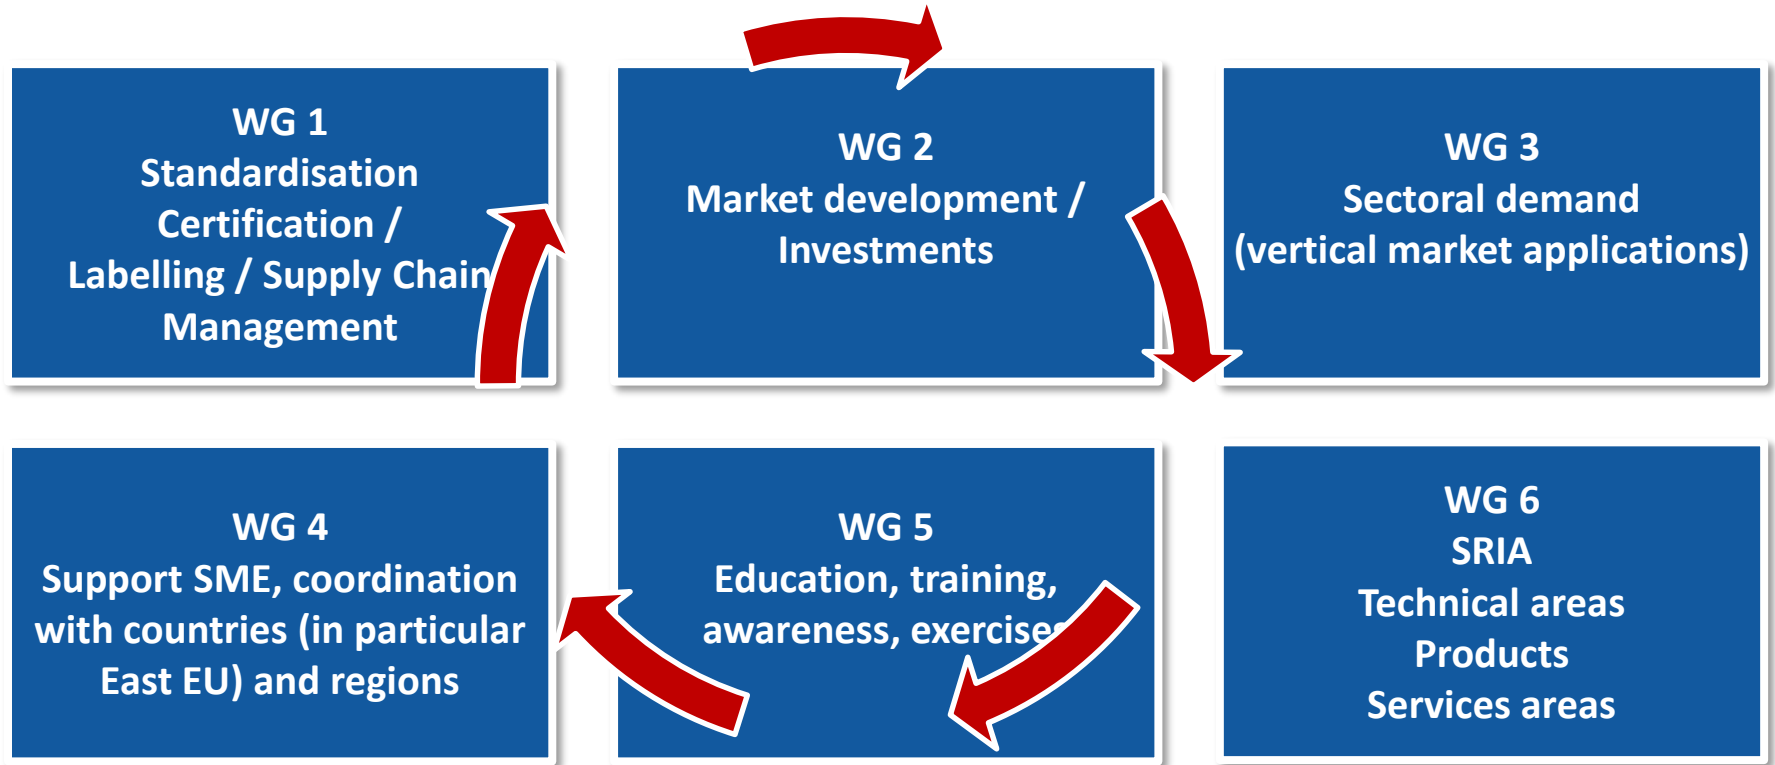 WG 1
Standardisation
Certification /
Labelling / Supply Chain
Management
WG 2
Market development /
Investments
WG 3
Sectoral demand
(vertical market applications)
WG 4
Support SME, coordination
with countries (in particular
East EU) and regions
WG 5
Education, training,
awareness, exercises
WG 6
SRIA
Technical areas
Products
Services areas